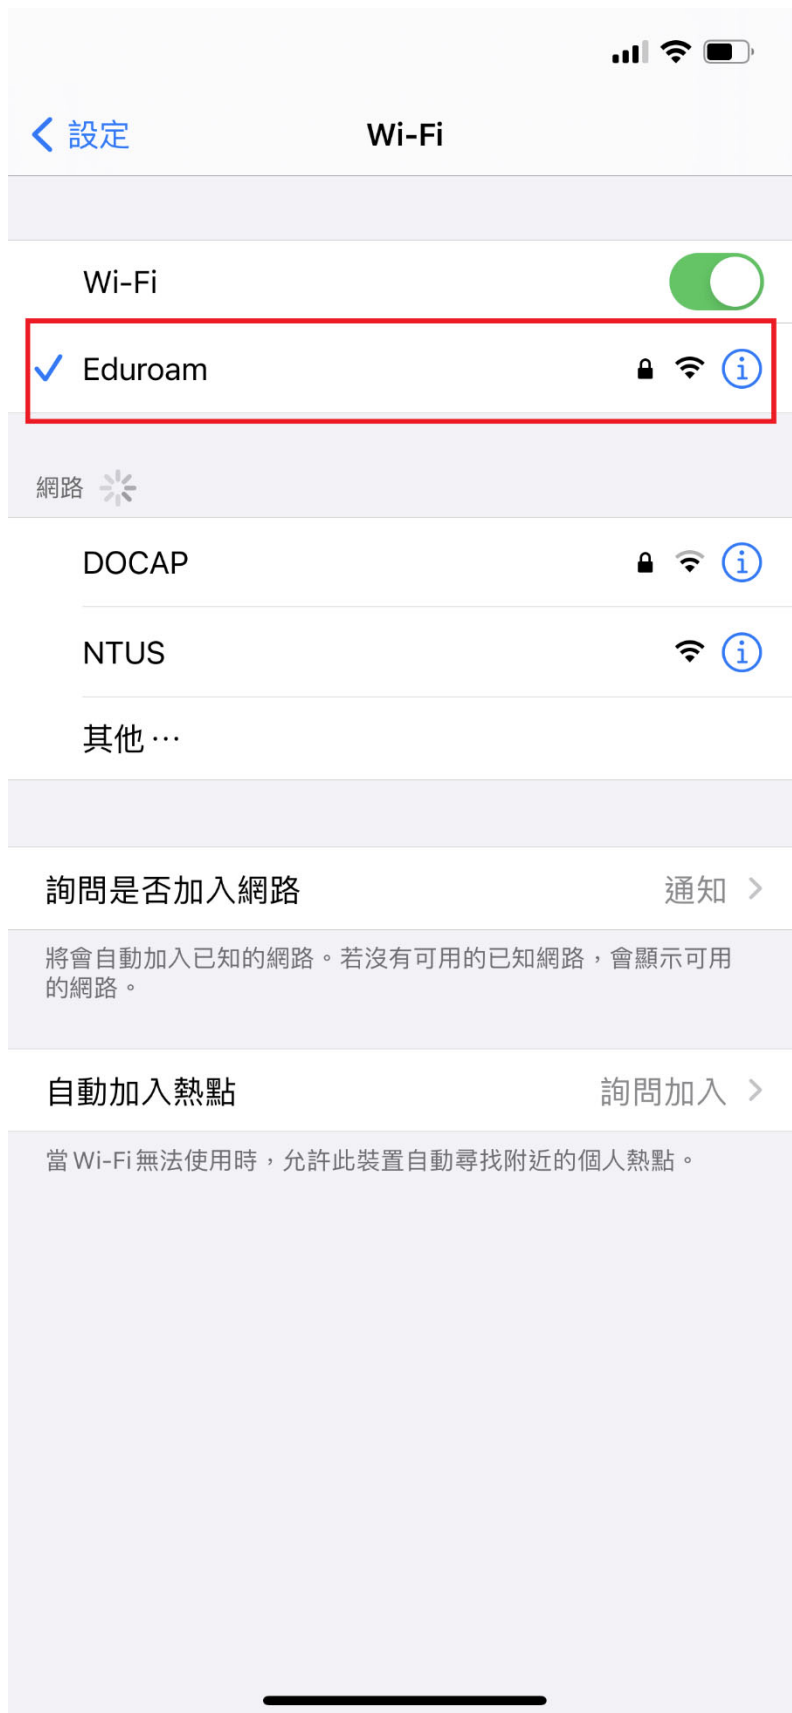 設定
Wi-Fi
Wi-Fi
Eduroam
網路
DOCAP
NTUS
其他…
詢問是否加入網路 通知
將會自動加入已知的網路。若沒有可用的已知網路，會顯示可用
的網路。
自動加入熱點 詢問加入
當 Wi-Fi 無法使用時，允許此裝置自動尋找附近的個人熱點。